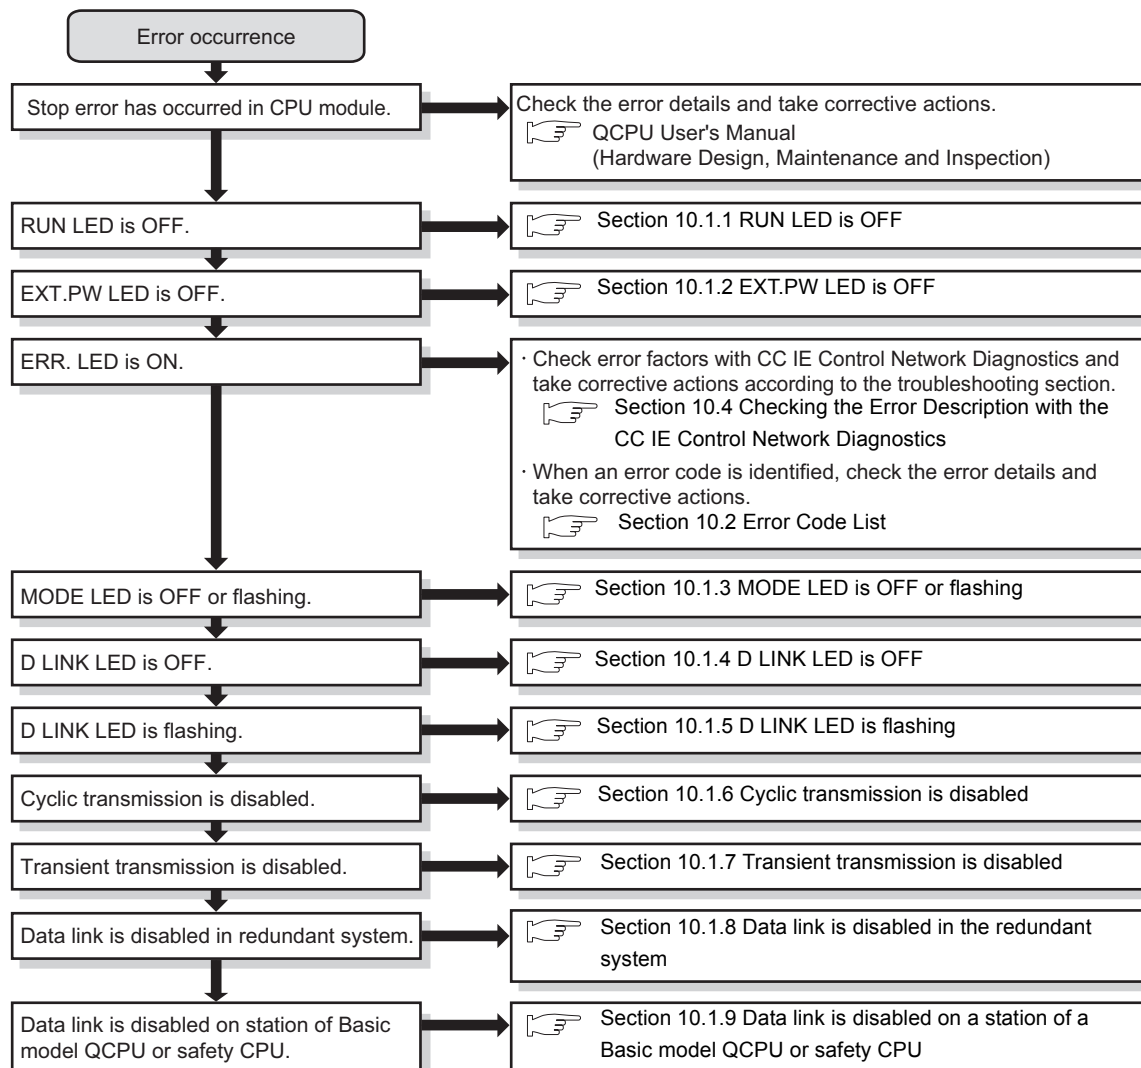 Error occurrence
Stop error has occurred in CPU module.
Check the error details and take corrective actions.
QCPU User's Manual
(Hardware Design, Maintenance and Inspection)
RUN LED is OFF.
Section 10.1.1 RUN LED is OFF
EXT.PW LED is OFF.
Section 10.1.2 EXT.PW LED is OFF
ERR. LED is ON.
· Check error factors with CC IE Control Network Diagnostics and
take corrective actions according to the troubleshooting section.
Section 10.4 Checking the Error Description with the
CC IE Control Network Diagnostics
· When an error code is identified, check the error details and
take corrective actions.
Section 10.2 Error Code List
MODE LED is OFF or flashing.
Section 10.1.3 MODE LED is OFF or flashing
D LINK LED is OFF.
Section 10.1.4 D LINK LED is OFF
D LINK LED is flashing.
Section 10.1.5 D LINK LED is flashing
Cyclic transmission is disabled.
Section 10.1.6 Cyclic transmission is disabled
Transient transmission is disabled.
Section 10.1.7 Transient transmission is disabled
Data link is disabled in redundant system.
Section 10.1.8 Data link is disabled in the redundant
system
Data link is disabled on station of Basic
model QCPU or safety CPU.
Section 10.1.9 Data link is disabled on a station of a
Basic model QCPU or safety CPU